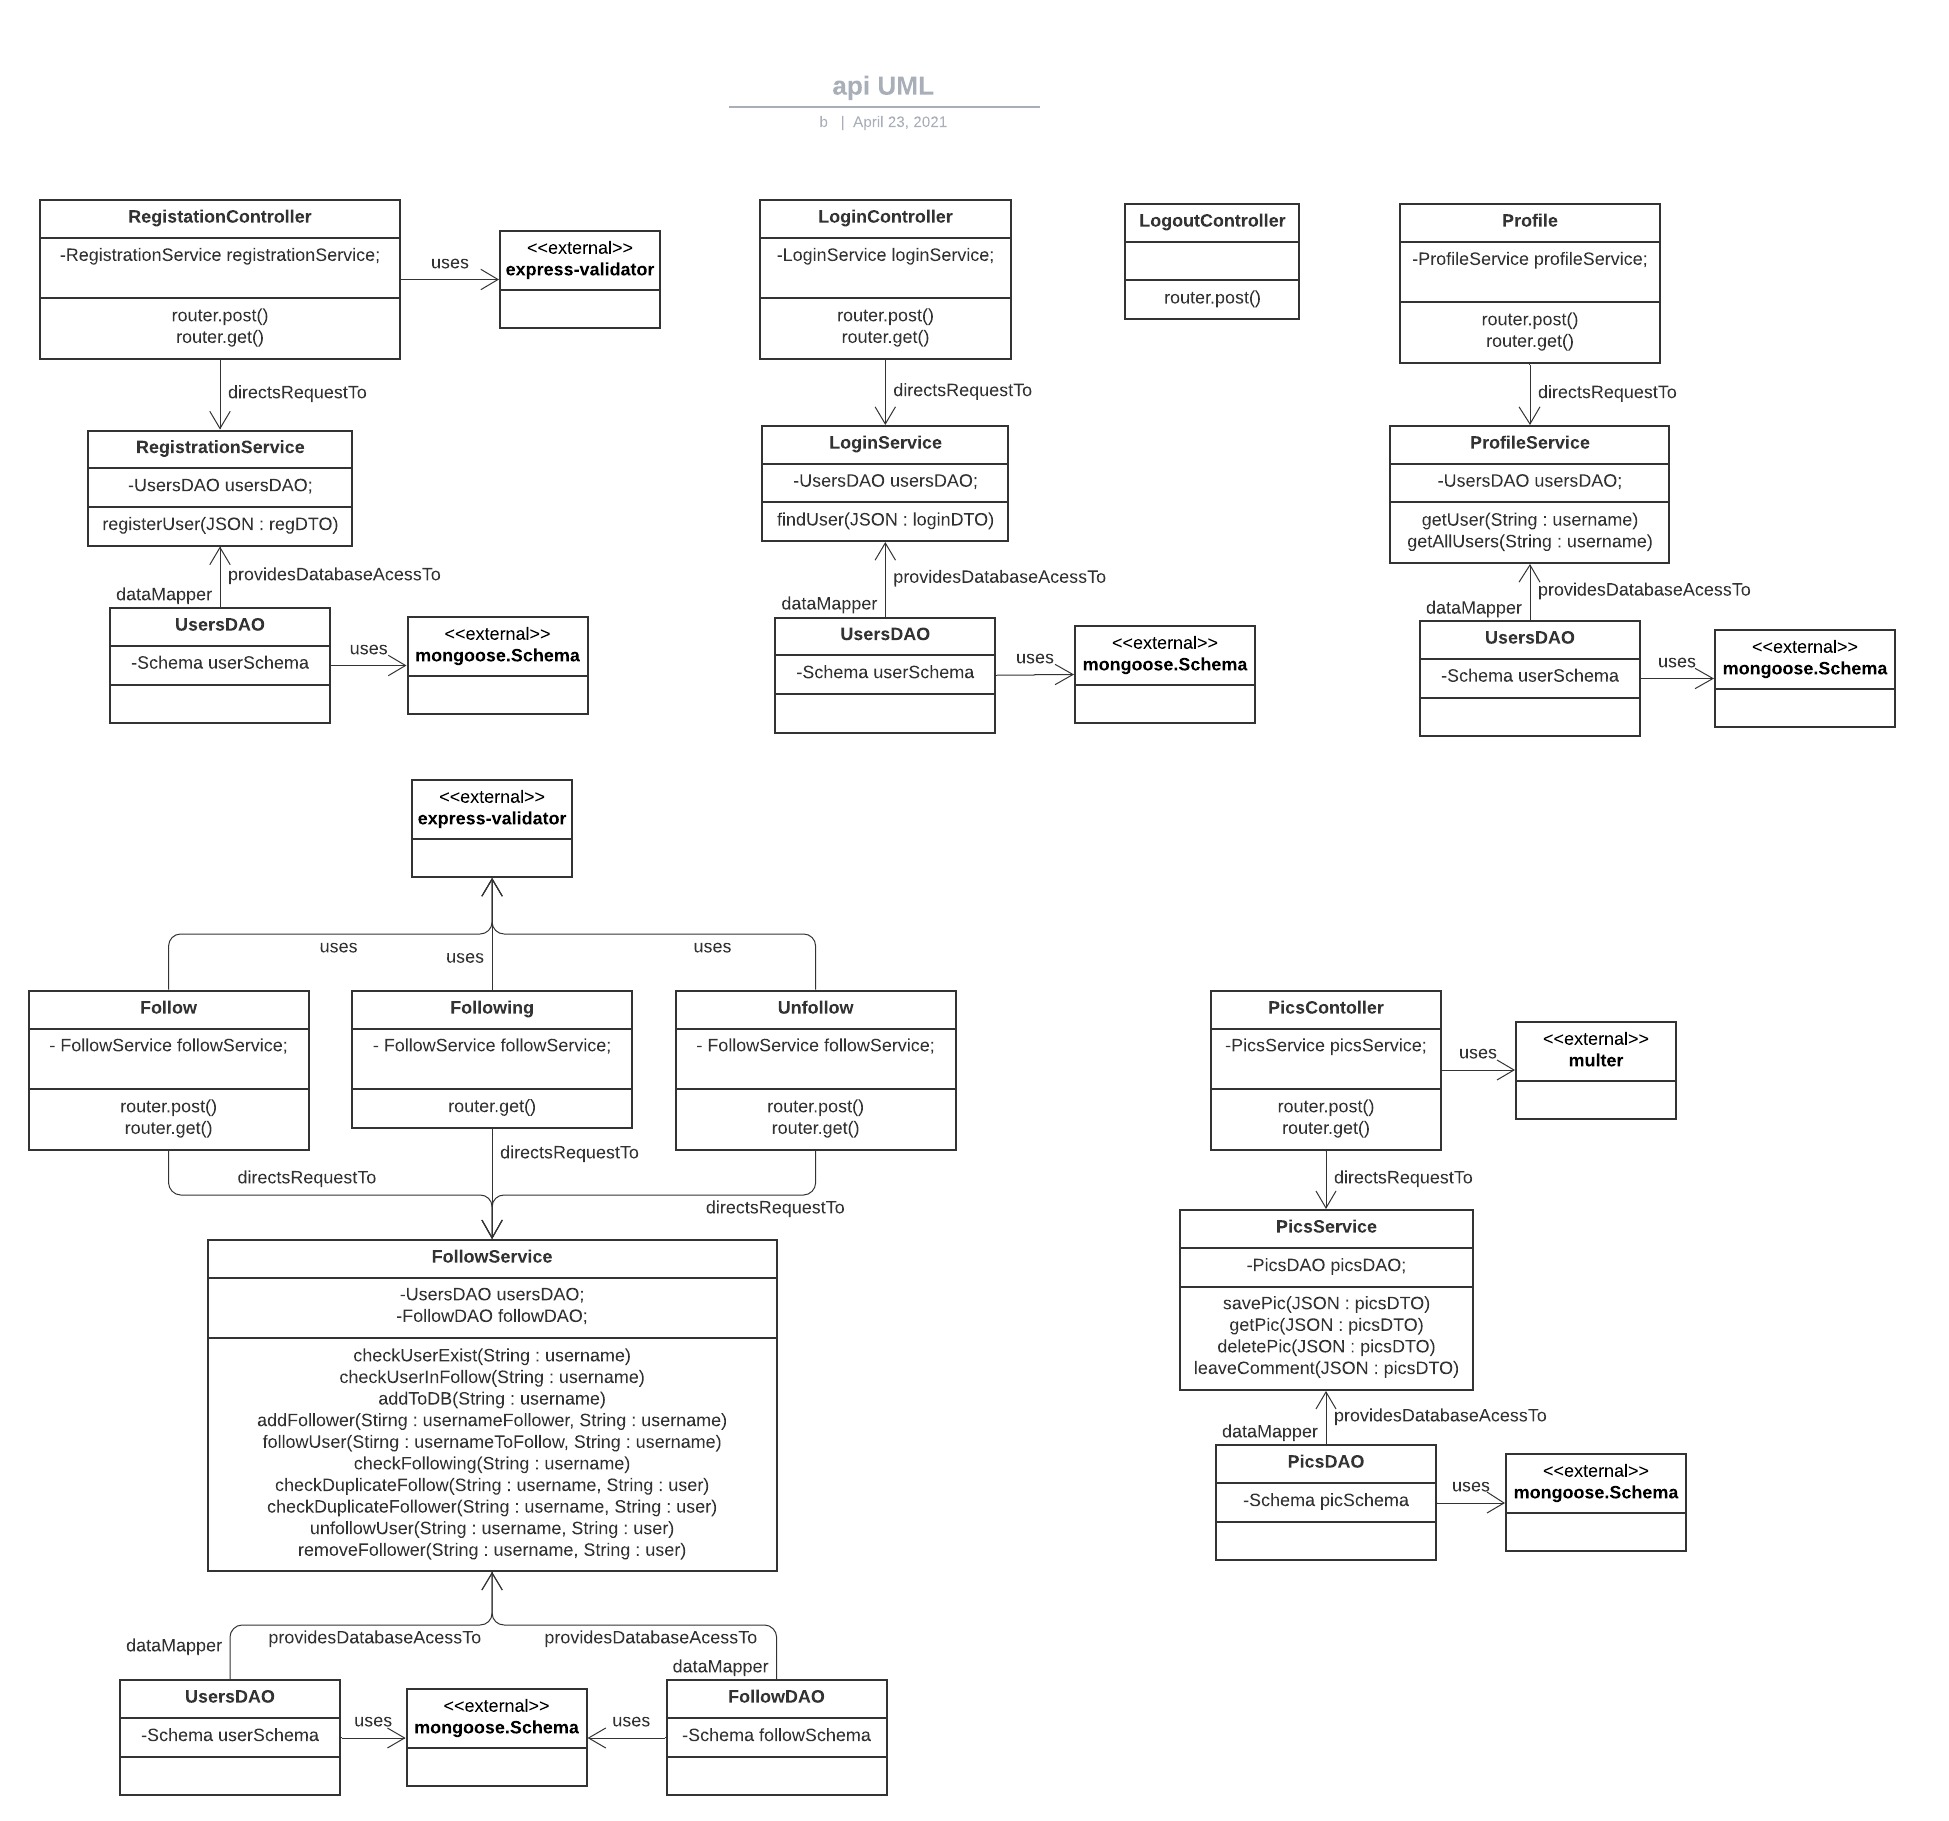 api UML
b | April 23, 2021
RegistationController
-RegistrationService registrationService;
router.post()
router.get()
uses
<<external>>
express-validator
directsRequestTo
RegistrationService
-UsersDAO usersDAO;
registerUser(JSON : regDTO)
providesDatabaseAcessTo
dataMapper
UsersDAO
-Schema userSchema
uses
<<external>>
mongoose.Schema
LoginController
-LoginService loginService;
router.post()
router.get()
directsRequestTo
LoginService
-UsersDAO usersDAO;
findUser(JSON : loginDTO)
providesDatabaseAcessTo
dataMapper
UsersDAO
-Schema userSchema
uses
<<external>>
mongoose.Schema
LogoutController
router.post()
Profile
-ProfileService profileService;
router.post()
router.get()
directsRequestTo
ProfileService
-UsersDAO usersDAO;
getUser(String : username)
getAllUsers(String : username)
providesDatabaseAcessTo
dataMapper
UsersDAO
-Schema userSchema
uses
<<external>>
mongoose.Schema
<<external>>
express-validator
uses
uses
uses
Follow
- FollowService followService;
router.post()
router.get()
Following
- FollowService followService;
router.get()
Unfollow
- FollowService followService;
router.post()
router.get()
directsRequestTo
directsRequestTo
directsRequestTo
FollowService
-UsersDAO usersDAO;
-FollowDAO followDAO;
checkUserExist(String : username)
checkUserInFollow(String : username)
addToDB(String : username)
addFollower(Stirng : usernameFollower, String : username)
followUser(Stirng : usernameToFollow, String : username)
checkFollowing(String : username)
checkDuplicateFollow(String : username, String : user)
checkDuplicateFollower(String : username, String : user)
unfollowUser(String : username, String : user)
removeFollower(String : username, String : user)
dataMapper
providesDatabaseAcessTo
providesDatabaseAcessTo
dataMapper
UsersDAO
-Schema userSchema
uses
<<external>>
mongoose.Schema
uses
FollowDAO
-Schema followSchema
PicsContoller
-PicsService picsService;
router.post()
router.get()
uses
<<external>>
multer
directsRequestTo
PicsService
-PicsDAO picsDAO;
savePic(JSON : picsDTO)
getPic(JSON : picsDTO)
deletePic(JSON : picsDTO)
leaveComment(JSON : picsDTO)
providesDatabaseAcessTo
dataMapper
PicsDAO
-Schema picSchema
uses
<<external>>
mongoose.Schema